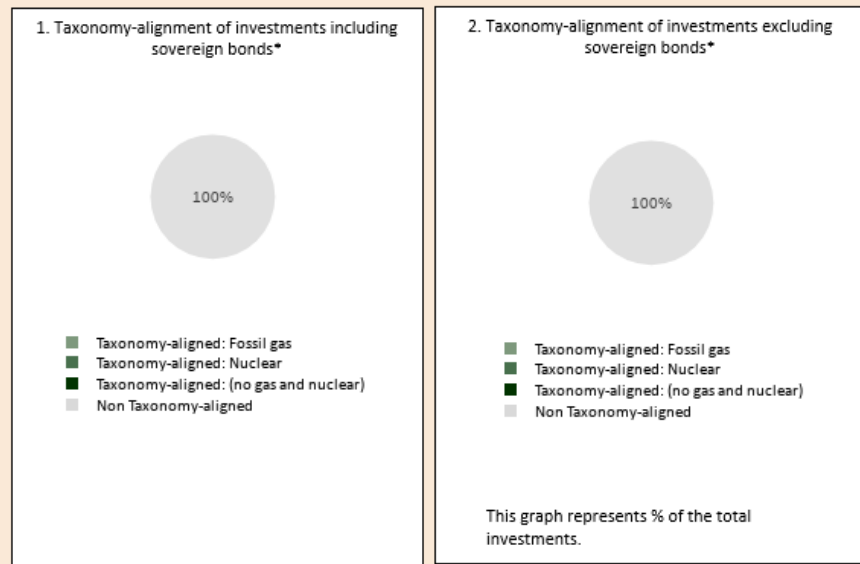 1. Taxonomy-alignment of investments including
sovereign bonds*
100%
Taxonomy-aligned: Fossil gas
Taxonomy-aligned: Nuclear
Taxonomy-aligned: (no gas and nuclear)
Non Taxonomy-aligned
2. Taxonomy-alignment of investments excluding
sovereign bonds*
100%
Taxonomy-aligned: Fossil gas
Taxonomy-aligned: Nuclear
Taxonomy-aligned: (no gas and nuclear)
Non Taxonomy-aligned
This graph represents % of the total
investments.